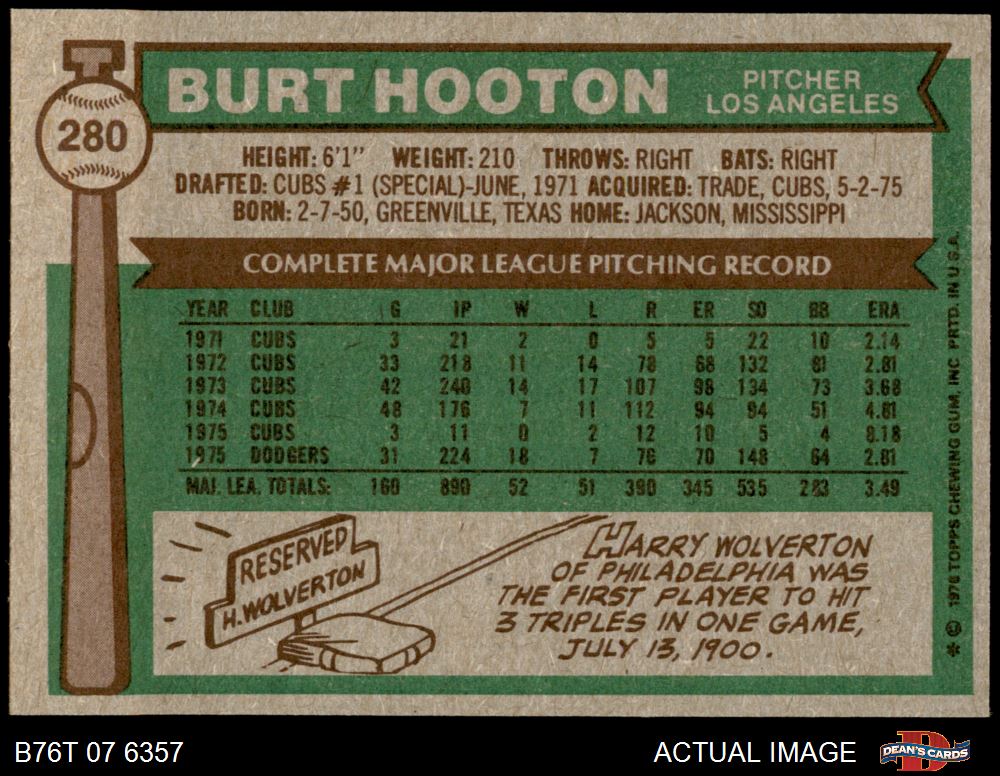 280
BURT HOOTON
PITCHER
LOS ANGELES
HEIGHT: 6'1" WEIGHT: 210 THROWS: RIGHT BATS: RIGHT
DRAFTED: CUBS #1 (SPECIAL)-JUNE, 1971 ACQUIRED: TRADE, CUBS, 5-2-75
BORN: 2-7-50, GREENVILLE, TEXAS HOME: JACKSON, MISSISSIPPI
COMPLETE MAJOR LEAGUE PITCHING RECORD
YEAR CLUB G IP W L R ER SO BB ERA
1971 CUBS 3 21 2 0 5 5 22 10 2.14
1972 CUBS 33 218 11 14 78 68 132 81 2.81
1973 CUBS 42 240 14 17 107 98 134 73 3.68
1974 CUBS 48 176 7 11 112 94 94 51 4.81
1975 CUBS 3 11 0 2 12 10 5 4 8.18
1975 DODGERS 31 224 18 7 76 70 148 64 2.81
MAJ. LEA. TOTALS: 160 890 52 51 390 345 535 283 3.49
RESERVED
H. WOLVERTON
HARRY WOLVERTON
OF PHILADELPHIA WAS
THE FIRST PLAYER TO HIT
3 TRIPLES IN ONE GAME,
JULY 13, 1900.
* © 1976 TOPPS CHEWING GUM, INC. PRTD. IN U.S.A.
B76T 07 6357
ACTUAL IMAGE
D
DEAN'S CARDS